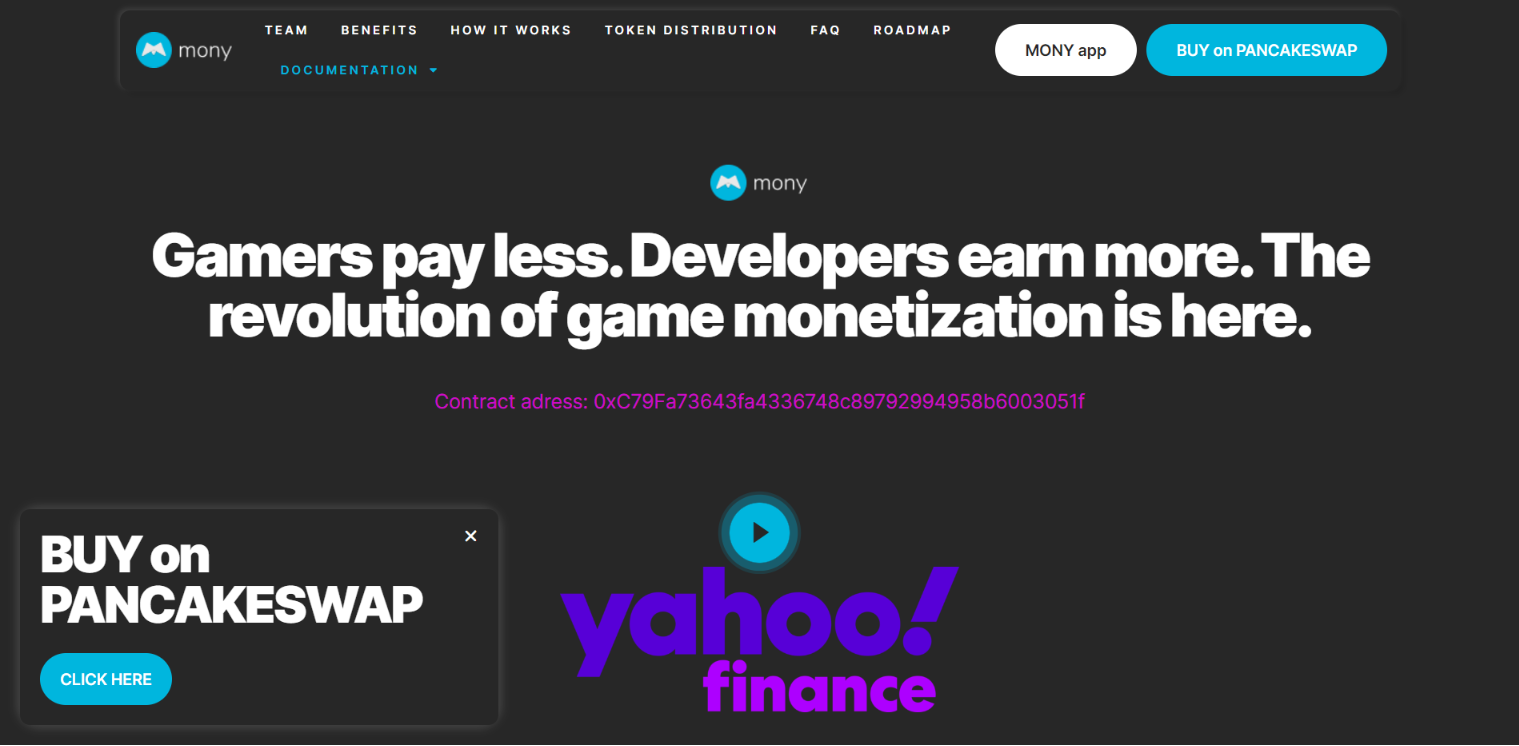 mony
TEAM BENEFITS HOW IT WORKS TOKEN DISTRIBUTION FAQ ROADMAP
DOCUMENTATION
MONY app
BUY on PANCAKESWAP
mony
Gamers pay less. Developers earn more. The
revolution of game monetization is here.
Contract adress: 0xC79Fa73643fa4336748c89792994958b6003051f
BUY on
PANCAKESWAP
CLICK HERE
yahoo!
finance